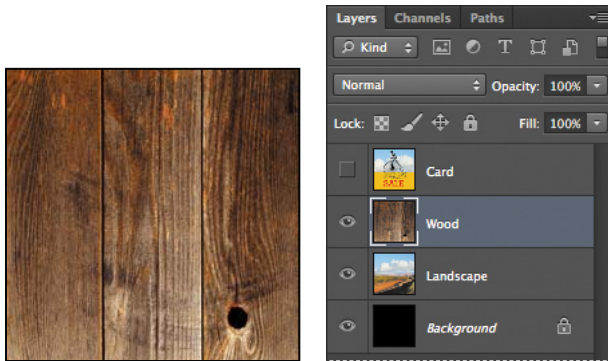 Layers Channels Paths
Kind
Normal Opacity: 100%
Lock: Fill: 100%
Card
SALE
Wood
Landscape
Background